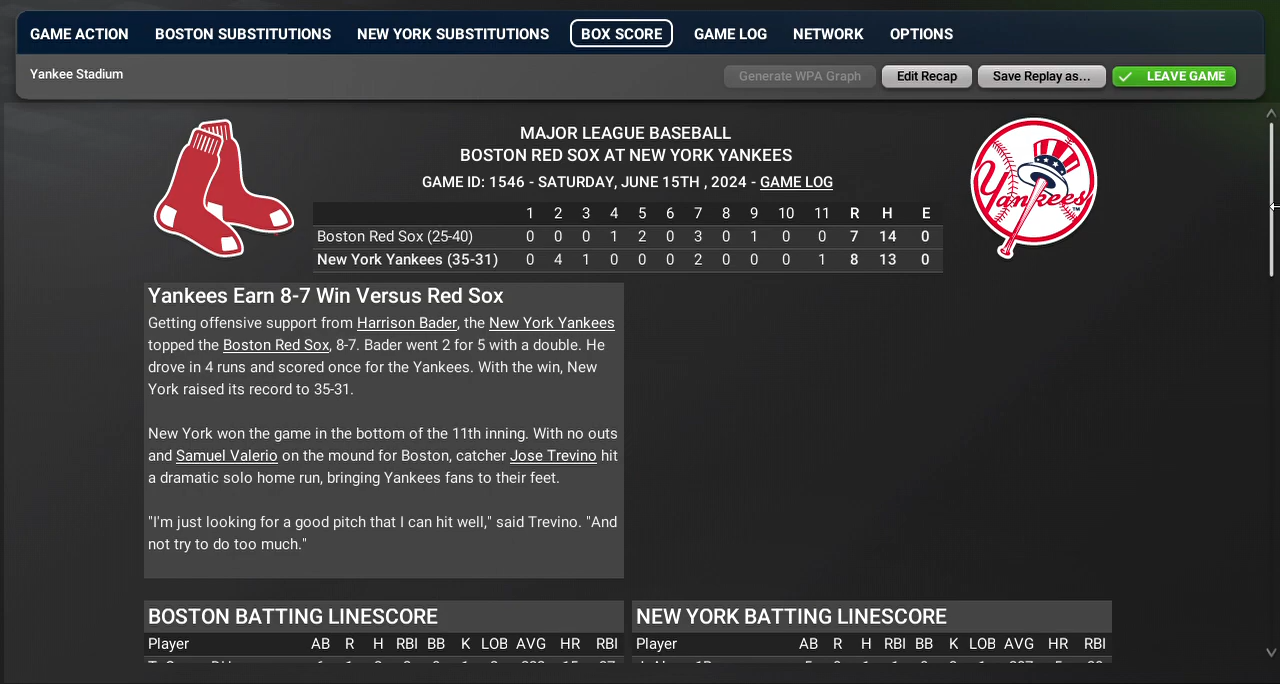 GAME ACTION BOSTON SUBSTITUTIONS NEW YORK SUBSTITUTIONS BOX SCORE GAME LOG NETWORK OPTIONS
Yankee Stadium Generate WPA Graph Edit Recap Save Replay as... LEAVE GAME
MAJOR LEAGUE BASEBALL
BOSTON RED SOX AT NEW YORK YANKEES
GAME ID: 1546 - SATURDAY, JUNE 15TH , 2024 - GAME LOG
Yankees
TM
1 2 3 4 5 6 7 8 9 10 11 R H E
Boston Red Sox (25-40) 0 0 0 1 2 0 3 0 1 0 0 7 14 0
New York Yankees (35-31) 0 4 1 0 0 0 2 0 0 0 1 8 13 0
Yankees Earn 8-7 Win Versus Red Sox
Getting offensive support from Harrison Bader, the New York Yankees
topped the Boston Red Sox, 8-7. Bader went 2 for 5 with a double. He
drove in 4 runs and scored once for the Yankees. With the win, New
York raised its record to 35-31.
New York won the game in the bottom of the 11th inning. With no outs
and Samuel Valerio on the mound for Boston, catcher Jose Trevino hit
a dramatic solo home run, bringing Yankees fans to their feet.
"I'm just looking for a good pitch that I can hit well," said Trevino. "And
not try to do too much."
BOSTON BATTING LINESCORE
Player AB R H RBI BB K LOB AVG HR RBI
NEW YORK BATTING LINESCORE
Player AB R H RBI BB K LOB AVG HR RBI